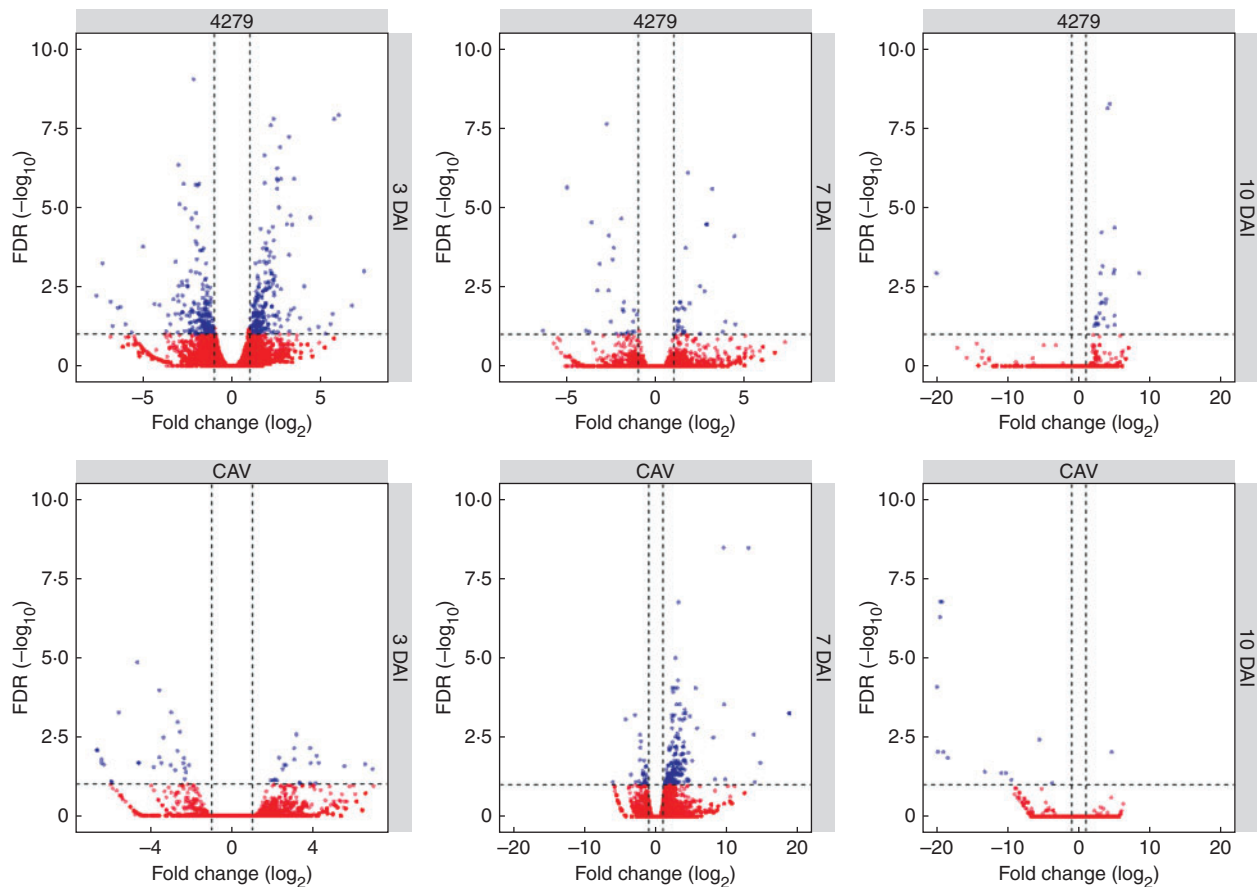 4279
4279
4279
10·0
7·5
5·0
2·5
0
FDR (−log10)
3 DAI
−5 0 5
Fold change (log2)
10·0
7·5
5·0
2·5
0
FDR (−log10)
7 DAI
−5 0 5
Fold change (log2)
10·0
7·5
5·0
2·5
0
FDR (−log10)
10 DAI
−20 −10 0 10 20
Fold change (log2)
CAV
CAV
CAV
10·0
7·5
5·0
2·5
0
FDR (−log10)
3 DAI
−4 0 4
Fold change (log2)
10·0
7·5
5·0
2·5
0
FDR (−log10)
7 DAI
−20 −10 0 10 20
Fold change (log2)
10·0
7·5
5·0
2·5
0
FDR (−log10)
10 DAI
−20 −10 0 10 20
Fold change (log2)